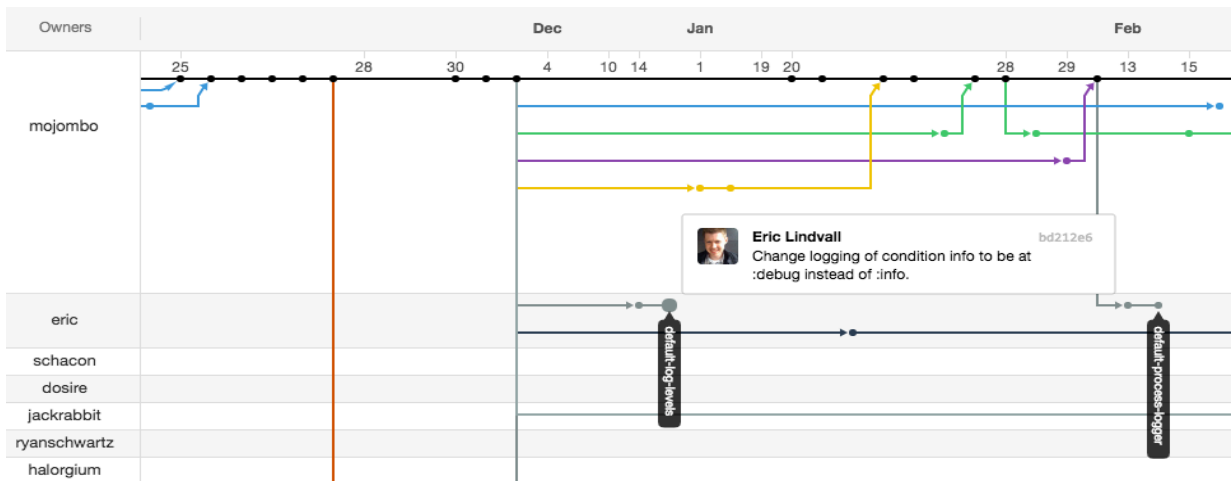 Owners
Dec Jan Feb
25 28 30 4 10 14 1 19 20 28 29 13 15
mojombo
Eric Lindvall bd212e6
Change logging of condition info to be at
:debug instead of :info.
eric
default-log-levels
default-process-logger
schacon
dosire
jackrabbit
ryanschwartz
halorgium